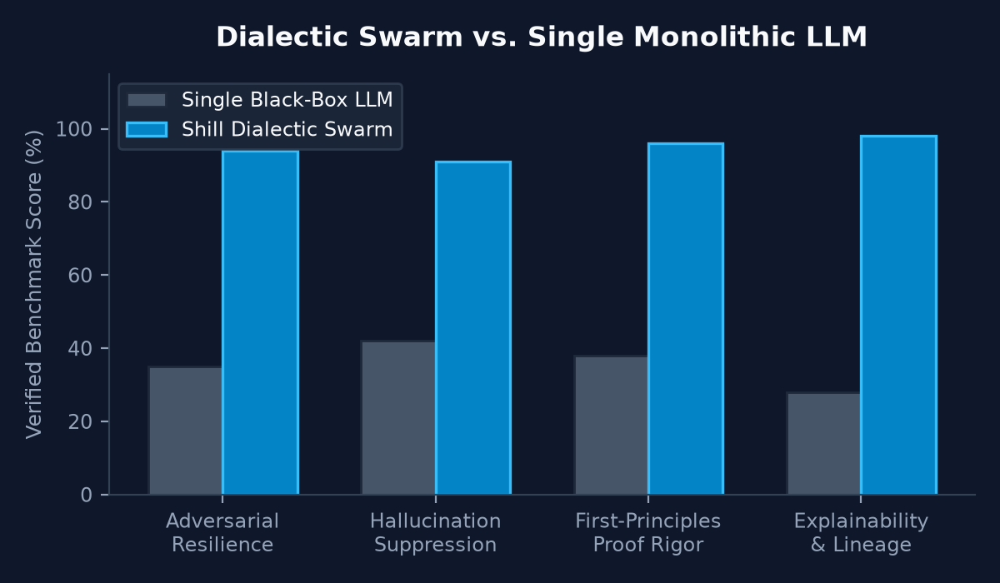 Dialectic Swarm vs. Single Monolithic LLM
Single Black-Box LLM
Shill Dialectic Swarm
Verified Benchmark Score (%)
100
80
60
40
20
0
Adversarial
Resilience
Hallucination
Suppression
First-Principles
Proof Rigor
Explainability
& Lineage